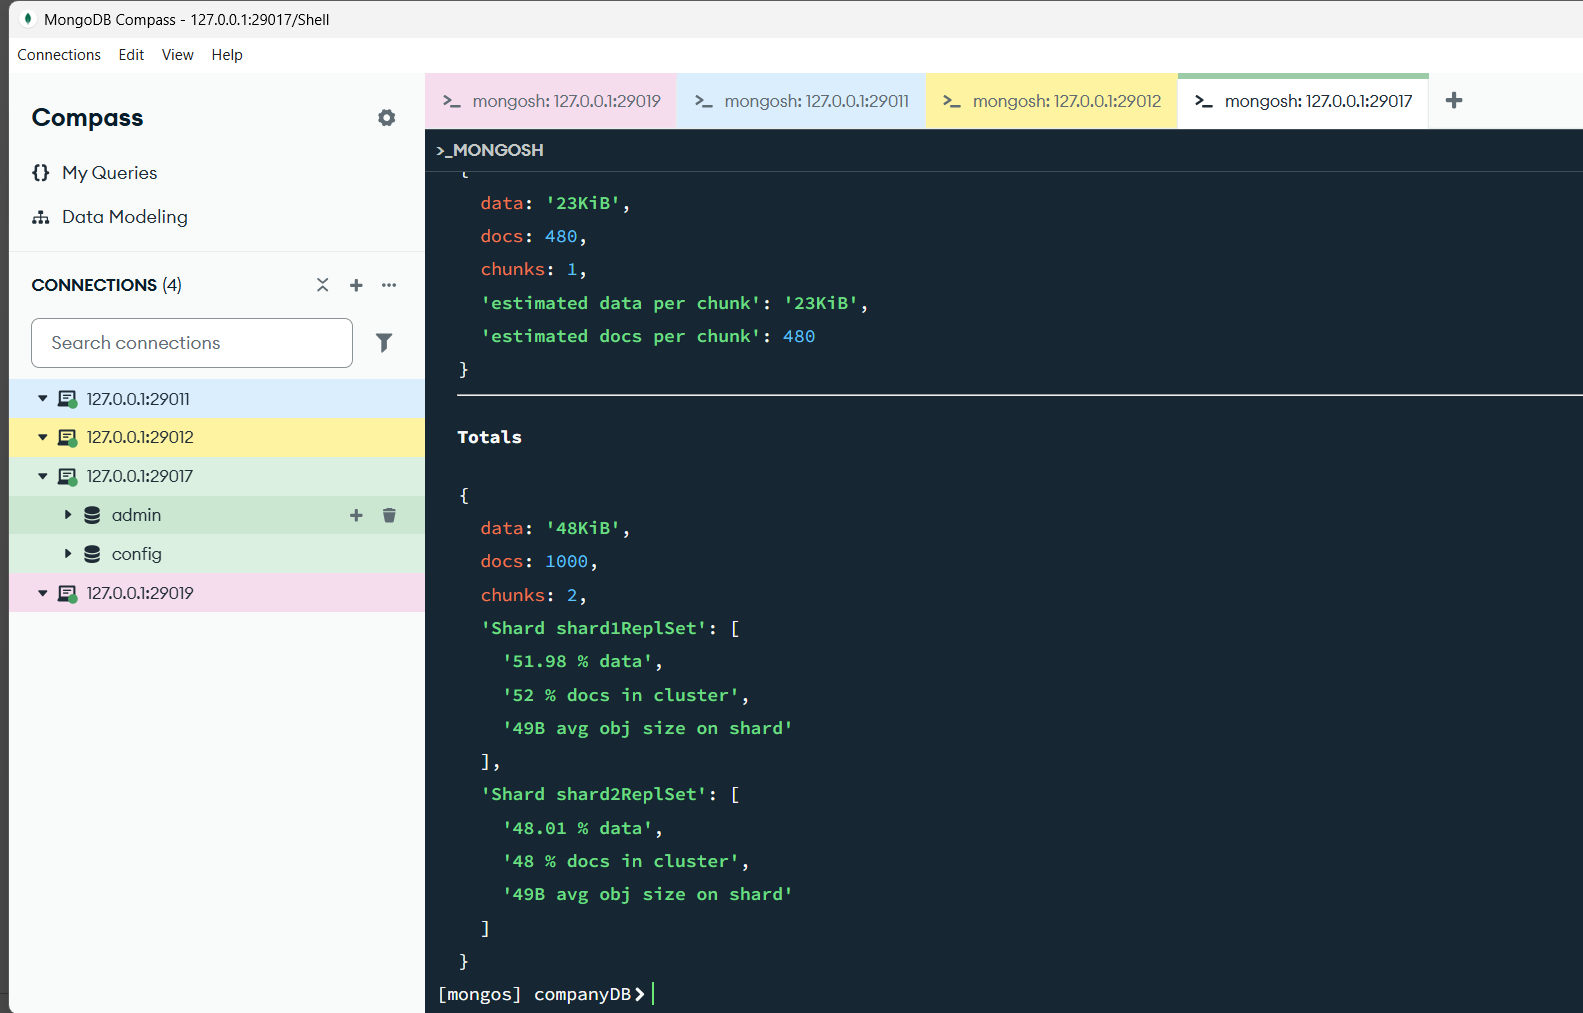 MongoDB Compass - 127.0.0.1:29017/Shell
Connections Edit View Help
Compass
My Queries
Data Modeling
CONNECTIONS (4)
Search connections
127.0.0.1:29011
127.0.0.1:29012
127.0.0.1:29017
admin
config
127.0.0.1:29019
>_ mongosh: 127.0.0.1:29019 >_ mongosh: 127.0.0.1:29011 >_ mongosh: 127.0.0.1:29012 >_ mongosh: 127.0.0.1:29017
>_MONGOSH
{
data: '23KiB',
docs: 480,
chunks: 1,
'estimated data per chunk': '23KiB',
'estimated docs per chunk': 480
}
Totals
{
data: '48KiB',
docs: 1000,
chunks: 2,
'Shard shard1ReplSet': [
'51.98 % data',
'52 % docs in cluster',
'49B avg obj size on shard'
],
'Shard shard2ReplSet': [
'48.01 % data',
'48 % docs in cluster',
'49B avg obj size on shard'
]
}
[mongos] companyDB>